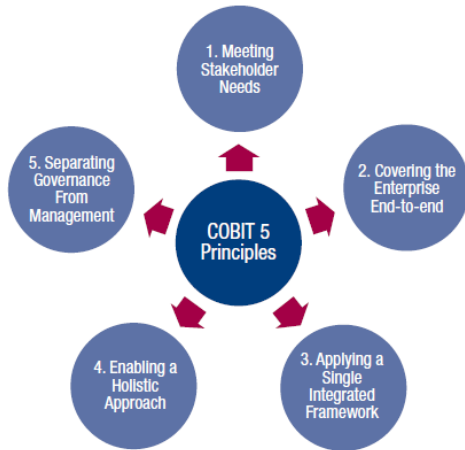 1. Meeting
Stakeholder
Needs
5. Separating
Governance
From
Management
2. Covering the
Enterprise
End-to-end
COBIT 5
Principles
4. Enabling a
Holistic
Approach
3. Applying a
Single
Integrated
Framework